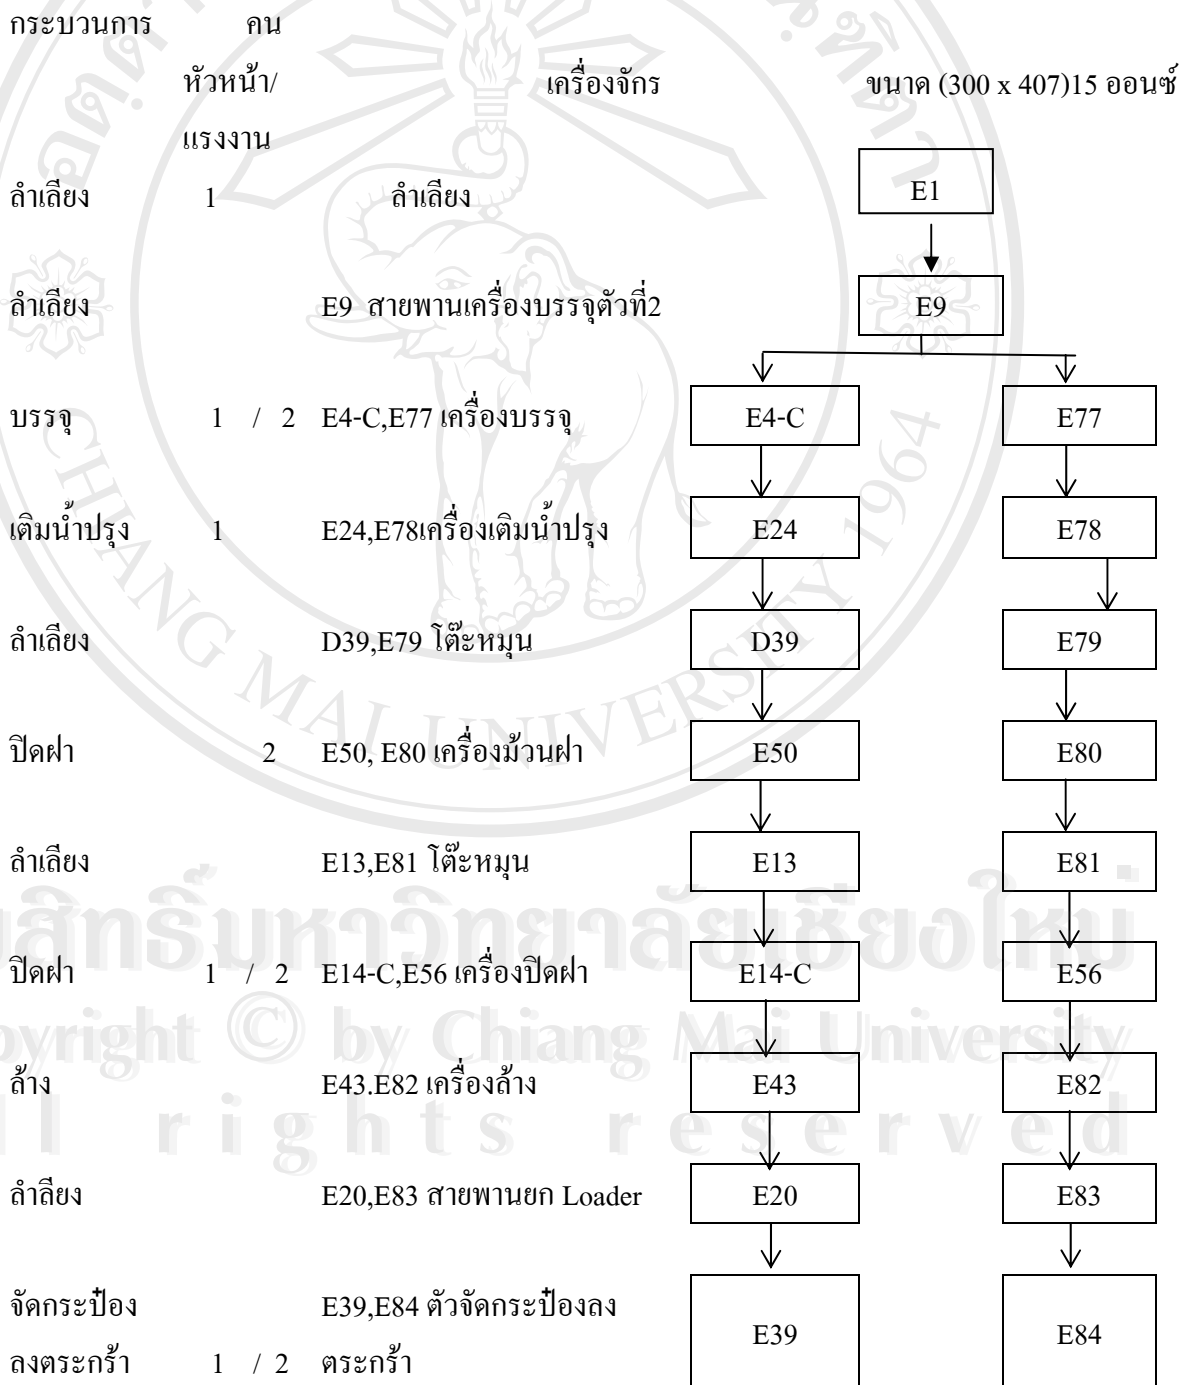 กระบวนการ คน
หัวหน้า/ เครื่องจักร ขนาด (300 x 407)15 ออนซ์
แรงงาน
ลำเลียง 1 ลำเลียง E1
ลำเลียง E9 สายพานเครื่องบรรจุตัวที่2 E9
บรรจุ 1 / 2 E4-C,E77 เครื่องบรรจุ E4-C E77
เติมน้ำปรุง 1 E24,E78เครื่องเติมน้ำปรุง E24 E78
ลำเลียง D39,E79 โต๊ะหมุน D39 E79
ปิดฝา 2 E50, E80 เครื่องม้วนฝา E50 E80
ลำเลียง E13,E81 โต๊ะหมุน E13 E81
ปิดฝา 1 / 2 E14-C,E56 เครื่องปิดฝา E14-C E56
ล้าง E43.E82 เครื่องล้าง E43 E82
ลำลียง E20,E83 สายพานยก Loader E20 E83
จัดกระป๋อง E39,E84 ตัวจัดกระป๋องลง
E39 E84
ลงตระกร้า 1 / 2 ตระกร้า
CHIANG MAI UNIVERSITY 1964
สิทธิ์มหาวิทยาลัยเชียงใหม่
opyright © by Chiang Mai University
ll rights reserved